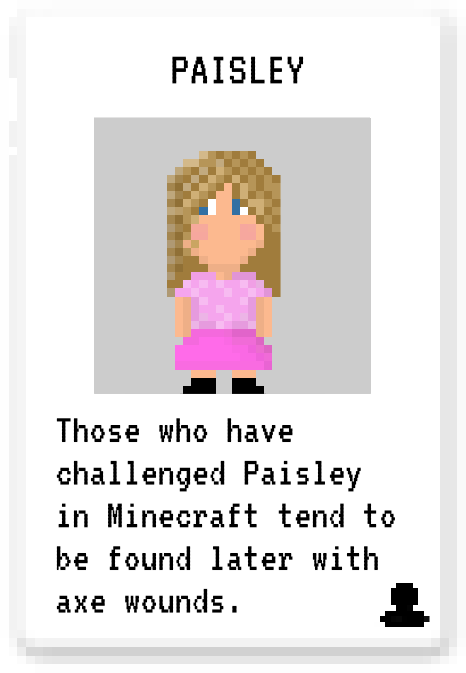 PAISLEY
Those who have
challenged Paisley
in Minecraft tend to
be found later with
axe wounds.